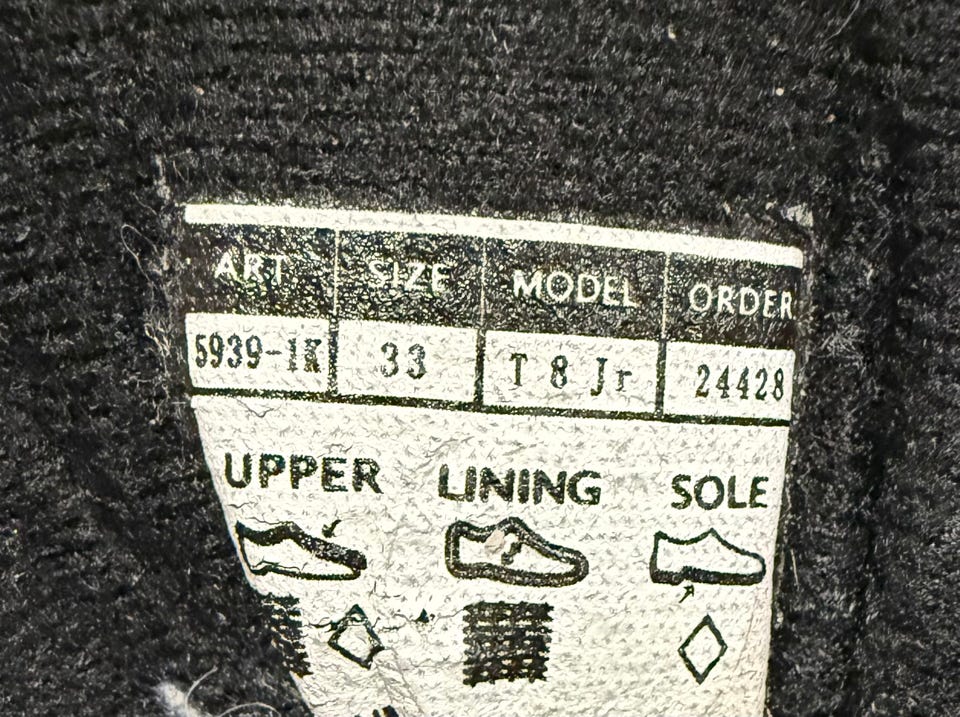 ART SIZE MODEL ORDER
5939-1K 33 T 8 Jr 24428
UPPER LINING SOLE